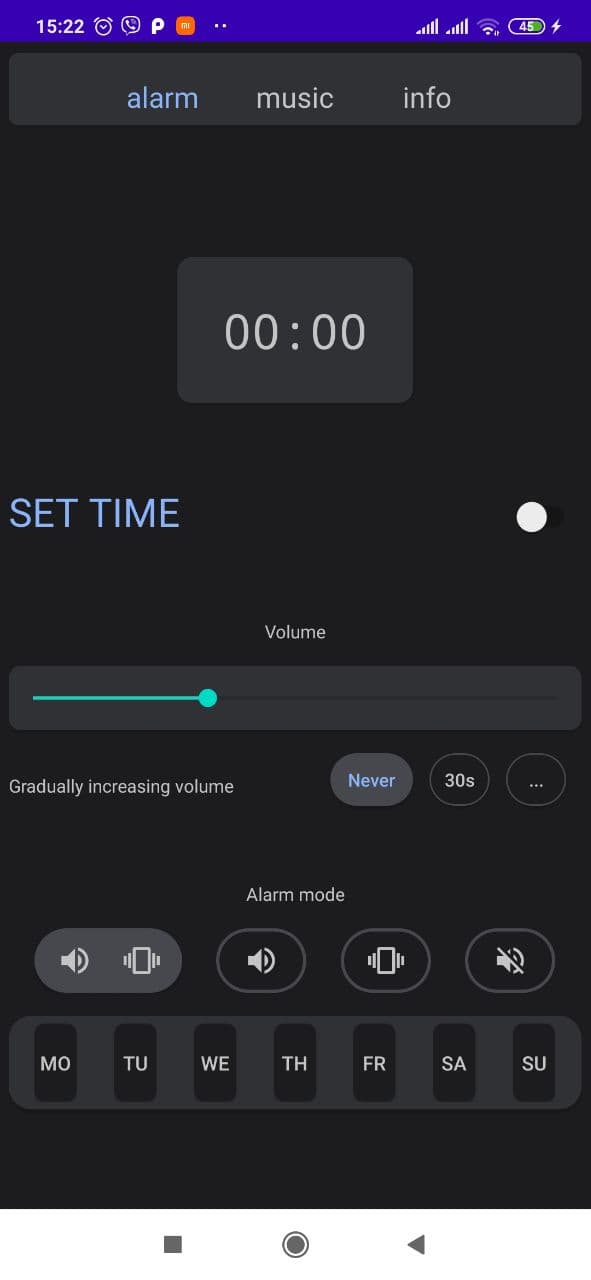 15:22 mi 45
alarm music info
00:00
SET TIME
Volume
Gradually increasing volume Never 30s ...
Alarm mode
MO TU WE TH FR SA SU